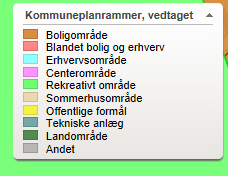 Kommuneplanrammer, vedtaget
Boligområde
Blandet bolig og erhverv
Erhvervsområde
Centerområde
Rekreativt område
Sommerhusområde
Offentlige formål
Tekniske anlæg
Landområde
Andet